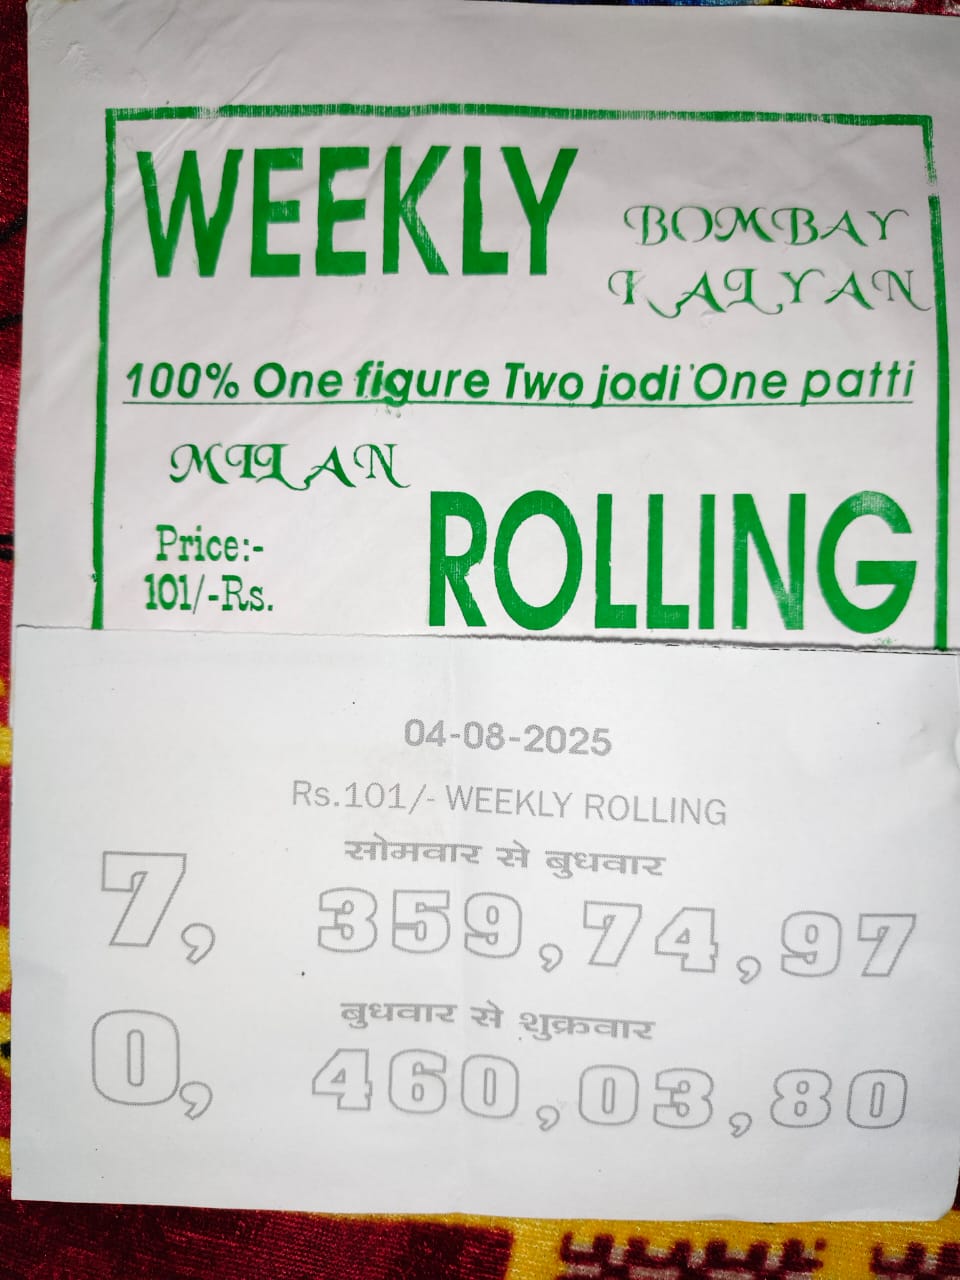 WEEKLY
BOMBAY
KALYAN
100% One figure Two jodi 'One patti
MILAN
Price:-
101/-Rs.
ROLLING
04-08-2025
Rs.101/- WEEKLY ROLLING
सोमवार से बुधवार
7, 359,74,97
बुधवार से शुक्रवार
0, 460,03,80